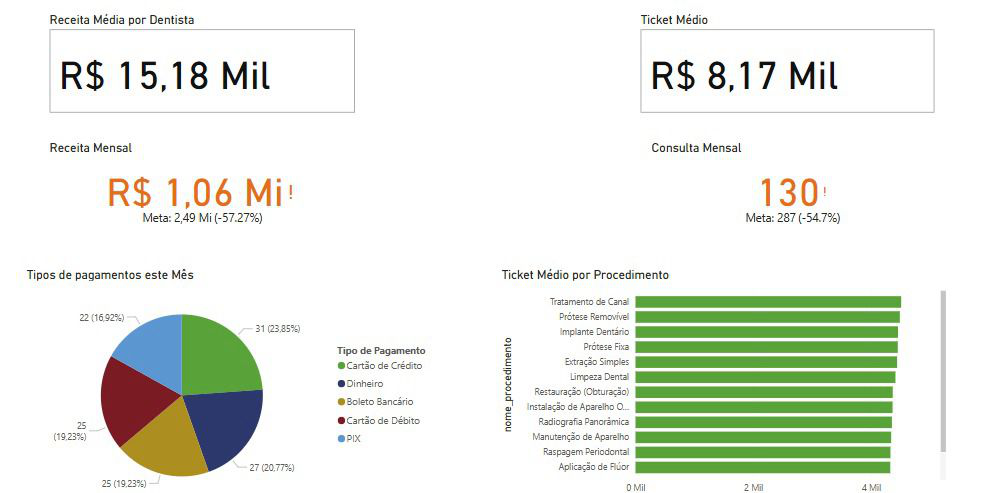 Receita Média por Dentista
R$ 15,18 Mil
Ticket Médio
R$ 8,17 Mil
Receita Mensal
R$ 1,06 Mi!
Meta: 2,49 Mi (-57.27%)
Consulta Mensal
130!
Meta: 287 (-54.7%)
Tipos de pagamentos este Mês
22 (16,92%)
31 (23,85%)
25
(19,23%)
25 (19,23%)
27 (20,77%)
Tipo de Pagamento
Cartão de Crédito
Dinheiro
Boleto Bancário
Cartão de Débito
PIX
Ticket Médio por Procedimento
nome_procedimento
Tratamento de Canal
Prótese Removível
Implante Dentário
Prótese Fixa
Extração Simples
Limpeza Dental
Restauração (Obturação)
Instalação de Aparelho O...
Radiografia Panorâmica
Manutenção de Aparelho
Raspagem Periodontal
Aplicação de Flúor
0 Mil
2 Mil
4 Mil